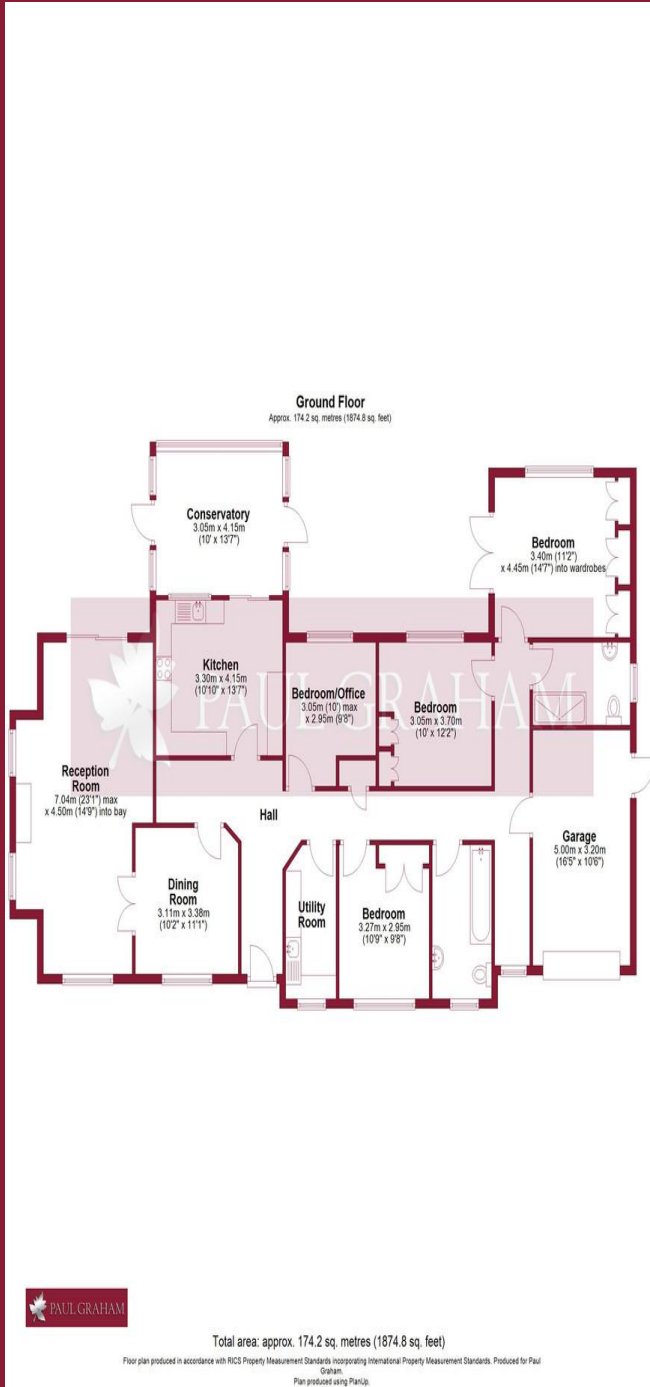 Ground Floor
Approx. 174.2 sq. metres (1874.8 sq. feet)
Conservatory
3.05m x 4.15m
(10' x 13'7")
Bedroom
3.40m (11'2")
x 4.45m (14'7") into wardrobes
Kitchen
3.30m x 4.15m
(10'10" x 13'7")
Bedroom/Office
3.05m (10') max
x 2.95m (9'8")
Bedroom
3.05m x 3.70m
(10' x 12'2")
PAUL GRAHAM
Reception
Room
7.04m (23'1") max
x 4.50m (14'9") into bay
Hall
Garage
5.00m x 3.20m
(16'5" x 10'6")
Dining
Room
3.11m x 3.38m
(10'2" x 11'1")
Utility
Room
Bedroom
3.27m x 2.95m
(10'9" x 9'8")
PAUL GRAHAM
Total area: approx. 174.2 sq. metres (1874.8 sq. feet)
Floor plan produced in accordance with RICS Property Measurement Standards incorporating International Property Measurement Standards. Produced for Paul
Graham.
Plan produced using PlanUp.